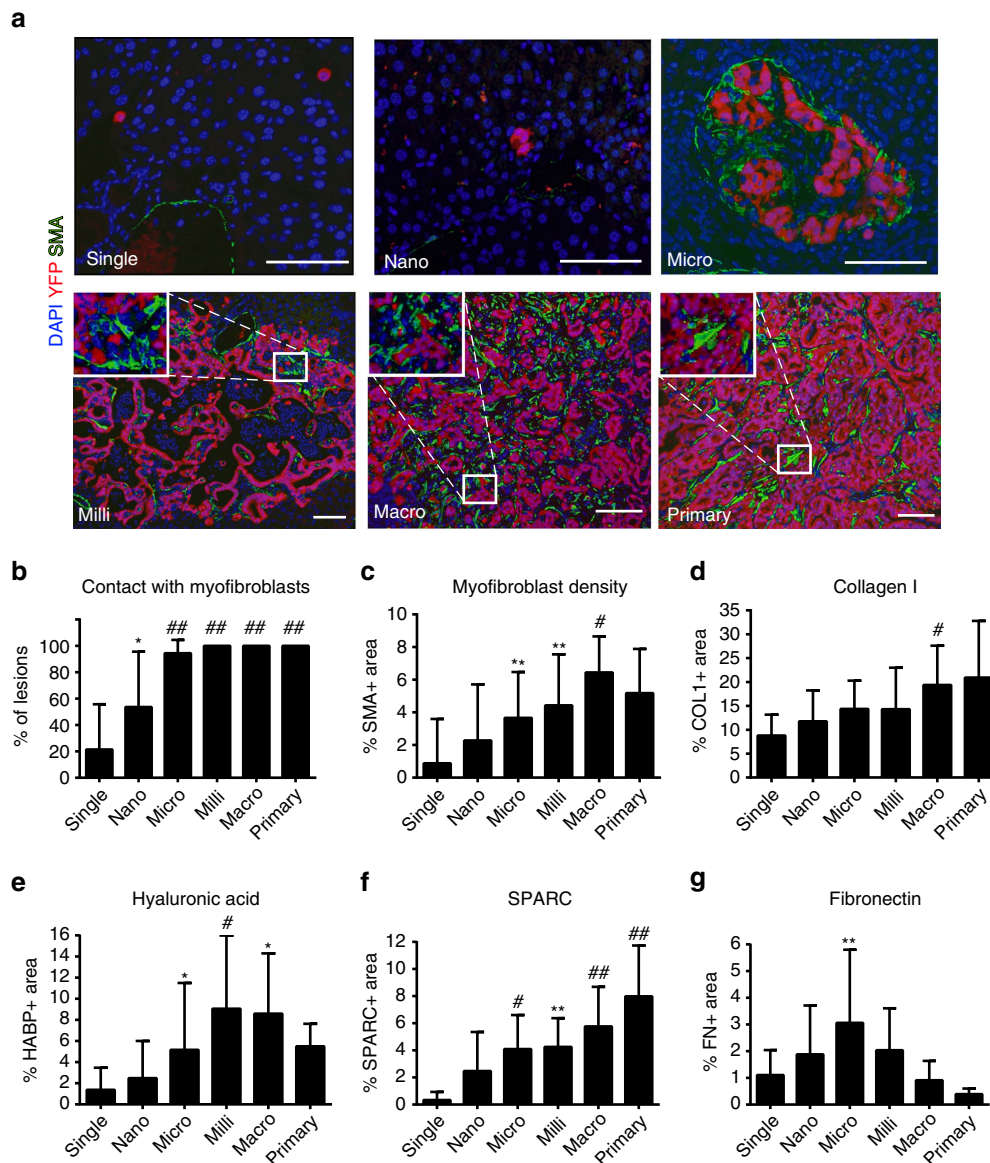 a
DAPI YFP SMA
Single
Nano
Micro
Milli
Macro
Primary
b
Contact with myofibroblasts
% of lesions
100
80
60
40
20
0
* ## ## ## ##
Single Nano Micro Milli Macro Primary
c
Myofibroblast density
% SMA+ area
10
8
6
4
2
0
** ** #
Single Nano Micro Milli Macro Primary
d
Collagen I
% COL1+ area
35
30
25
20
15
10
5
0
#
Single Nano Micro Milli Macro Primary
e
Hyaluronic acid
% HABP+ area
16
14
12
10
8
6
4
2
0
* # *
Single Nano Micro Milli Macro Primary
f
SPARC
% SPARC+ area
12
10
8
6
4
2
0
# ** ## ##
Single Nano Micro Milli Macro Primary
g
Fibronectin
% FN+ area
6
5
4
3
2
1
0
**
Single Nano Micro Milli Macro Primary